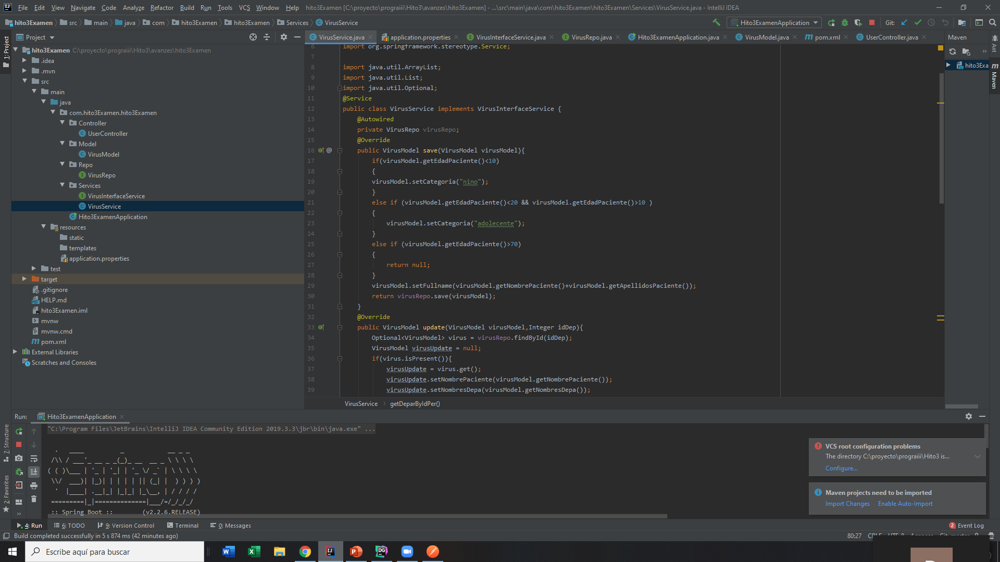 File Edit View Navigate Code Analyze Refactor Build Run Tools VCS Window Help hito3Examen [C:\proyecto\prograiii\Hito3\avanzes\hito3Examen] - ...\src\main\java\com\hito3Examen\hito3Examen\Services\VirusService.java - IntelliJ IDEA
hito3Examen src main java com hito3Examen hito3Examen Services VirusService Hito3ExamenApplication Git:
Project
VirusService.java application.properties VirusInterfaceService.java VirusRepo.java Hito3ExamenApplication.java VirusModel.java pom.xml UserController.java Maven
1: Project
Ant
Maven
hito3Exa
hito3Examen C:\proyecto\prograiii\Hito3\avanzes\hito3Examen
.idea
.mvn
src
main
java
com.hito3Examen.hito3Examen
Controller
UserController
Model
VirusModel
Repo
VirusRepo
Services
VirusInterfaceService
VirusService
Hito3ExamenApplication
resources
static
templates
application.properties
test
target
.gitignore
HELP.md
hito3Examen.iml
mvnw
mvnw.cmd
pom.xml
External Libraries
Scratches and Consoles
6 import org.springframework.stereotype.Service;
7
8 import java.util.ArrayList;
9 import java.util.List;
10 import java.util.Optional;
11 @Service
12 public class VirusService implements VirusInterfaceService {
13 @Autowired
14 private VirusRepo virusRepo;
15 @Override
16 @ public VirusModel save(VirusModel virusModel){
17 if(virusModel.getEdadPaciente()<10)
18 {
19 virusModel.setCategoria("nino");
20 }
21 else if (virusModel.getEdadPaciente()<20 && virusModel.getEdadPaciente()>10 )
22 {
23 virusModel.setCategoria("adolecente");
24 }
25 else if (virusModel.getEdadPaciente()>70)
26 {
27 return null;
28 }
29 virusModel.setFullname(virusModel.getNombrePaciente()+virusModel.getApellidosPaciente());
30 return virusRepo.save(virusModel);
31 }
32 @Override
33 public VirusModel update(VirusModel virusModel,Integer idDep){
34 Optional<VirusModel> virus = virusRepo.findById(idDep);
35 VirusModel virusUpdate = null;
36 if(virus.isPresent()){
37 virusUpdate = virus.get();
38 virusUpdate.setNombrePaciente(virusModel.getNombrePaciente());
39 virusUpdate.setNombresDepa(virusModel.getNombresDepa());
VirusService getDeparByIdPer()
Run: Hito3ExamenApplication
"C:\Program Files\JetBrains\IntelliJ IDEA Community Edition 2019.3.3\jbr\bin\java.exe" ...
:: Spring Boot :: (v2.2.6.RELEASE)
7: Structure
2: Favorites
VCS root configuration problems
The directory C:\proyecto\prograiii\Hito3 is...
Configure...
Maven projects need to be imported
Import Changes Enable Auto-Import
4: Run 6: TODO 9: Version Control Terminal 0: Messages 2 Event Log
Build completed successfully in 5 s 874 ms (42 minutes ago) 80:27
Escribe aquí para buscar